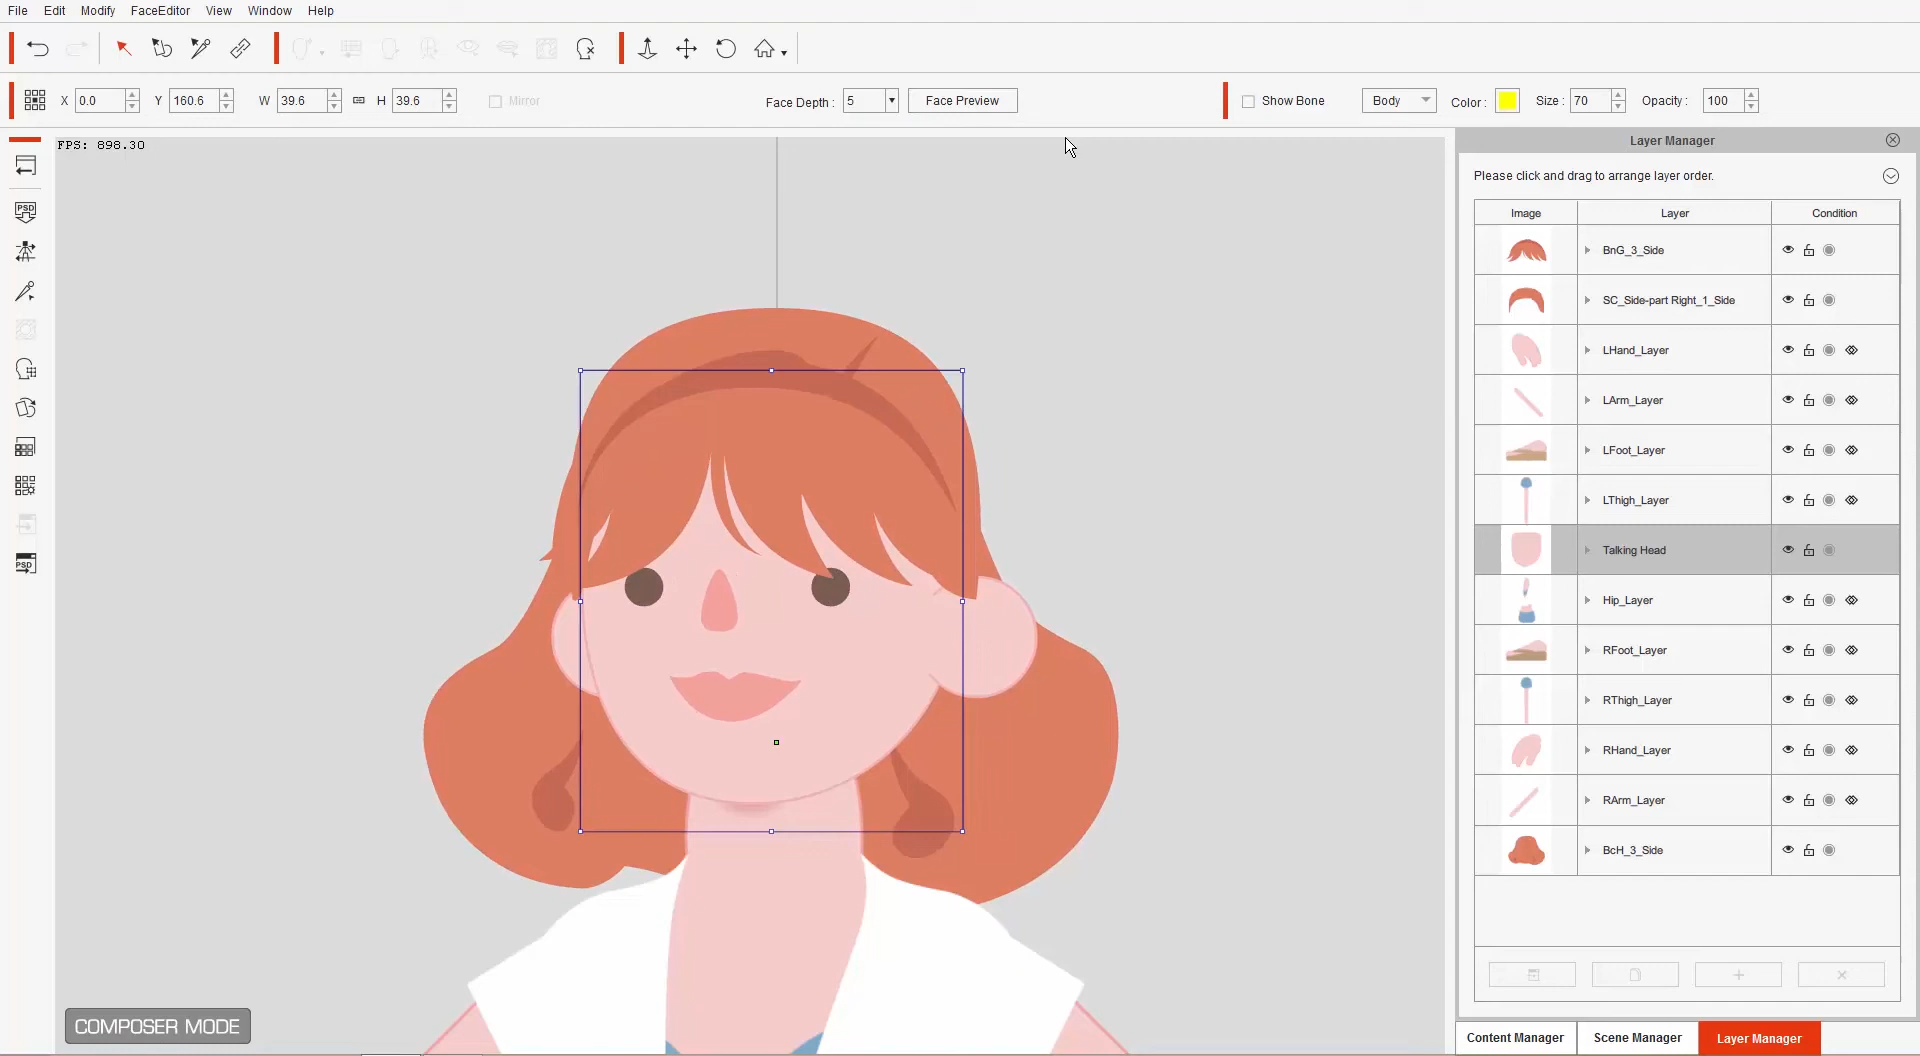 File Edit Modify FaceEditor Layer View Window Help
X 0.0 Y 160.6 W 39.6 H 39.6 Mirror Face Depth : 5 Face Preview Show Bone Body Color : Size : 70 Opacity : 100
FPS: 898.30
Layer Manager
Please click and drag to arrange layer order.
Image Layer Condition
BnG_3_Side
SC_Side-part Right_1_Side
LHand_Layer
LArm_Layer
LFoot_Layer
LThigh_Layer
Talking Head
Hip_Layer
RFoot_Layer
RThigh_Layer
RHand_Layer
RArm_Layer
BcH_3_Side
PSD
PSD
COMPOSER MODE
Content Manager Scene Manager Layer Manager